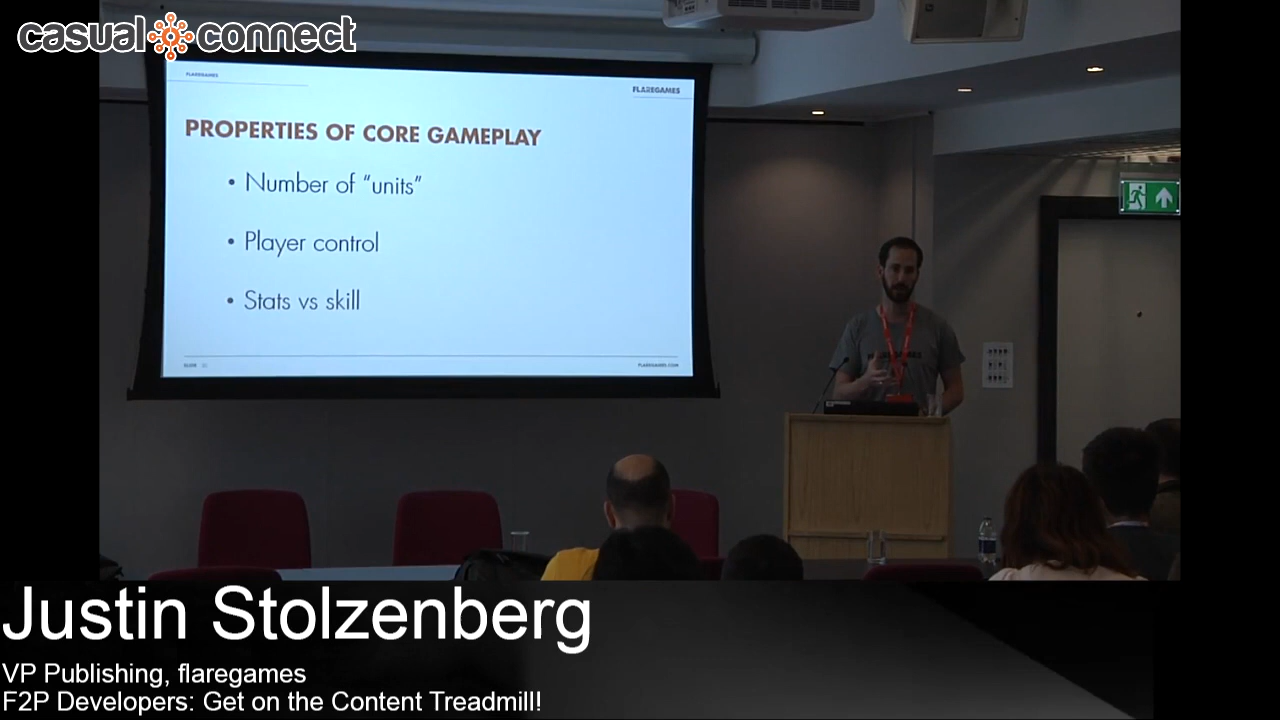 casual connect
FLAREGAMES
FLAREGAMES
PROPERTIES OF CORE GAMEPLAY
• Number of “units”
• Player control
• Stats vs skill
SLIDE
FLAREGAMES.COM
Justin Stolzenberg
VP Publishing, flaregames
F2P Developers: Get on the Content Treadmill!